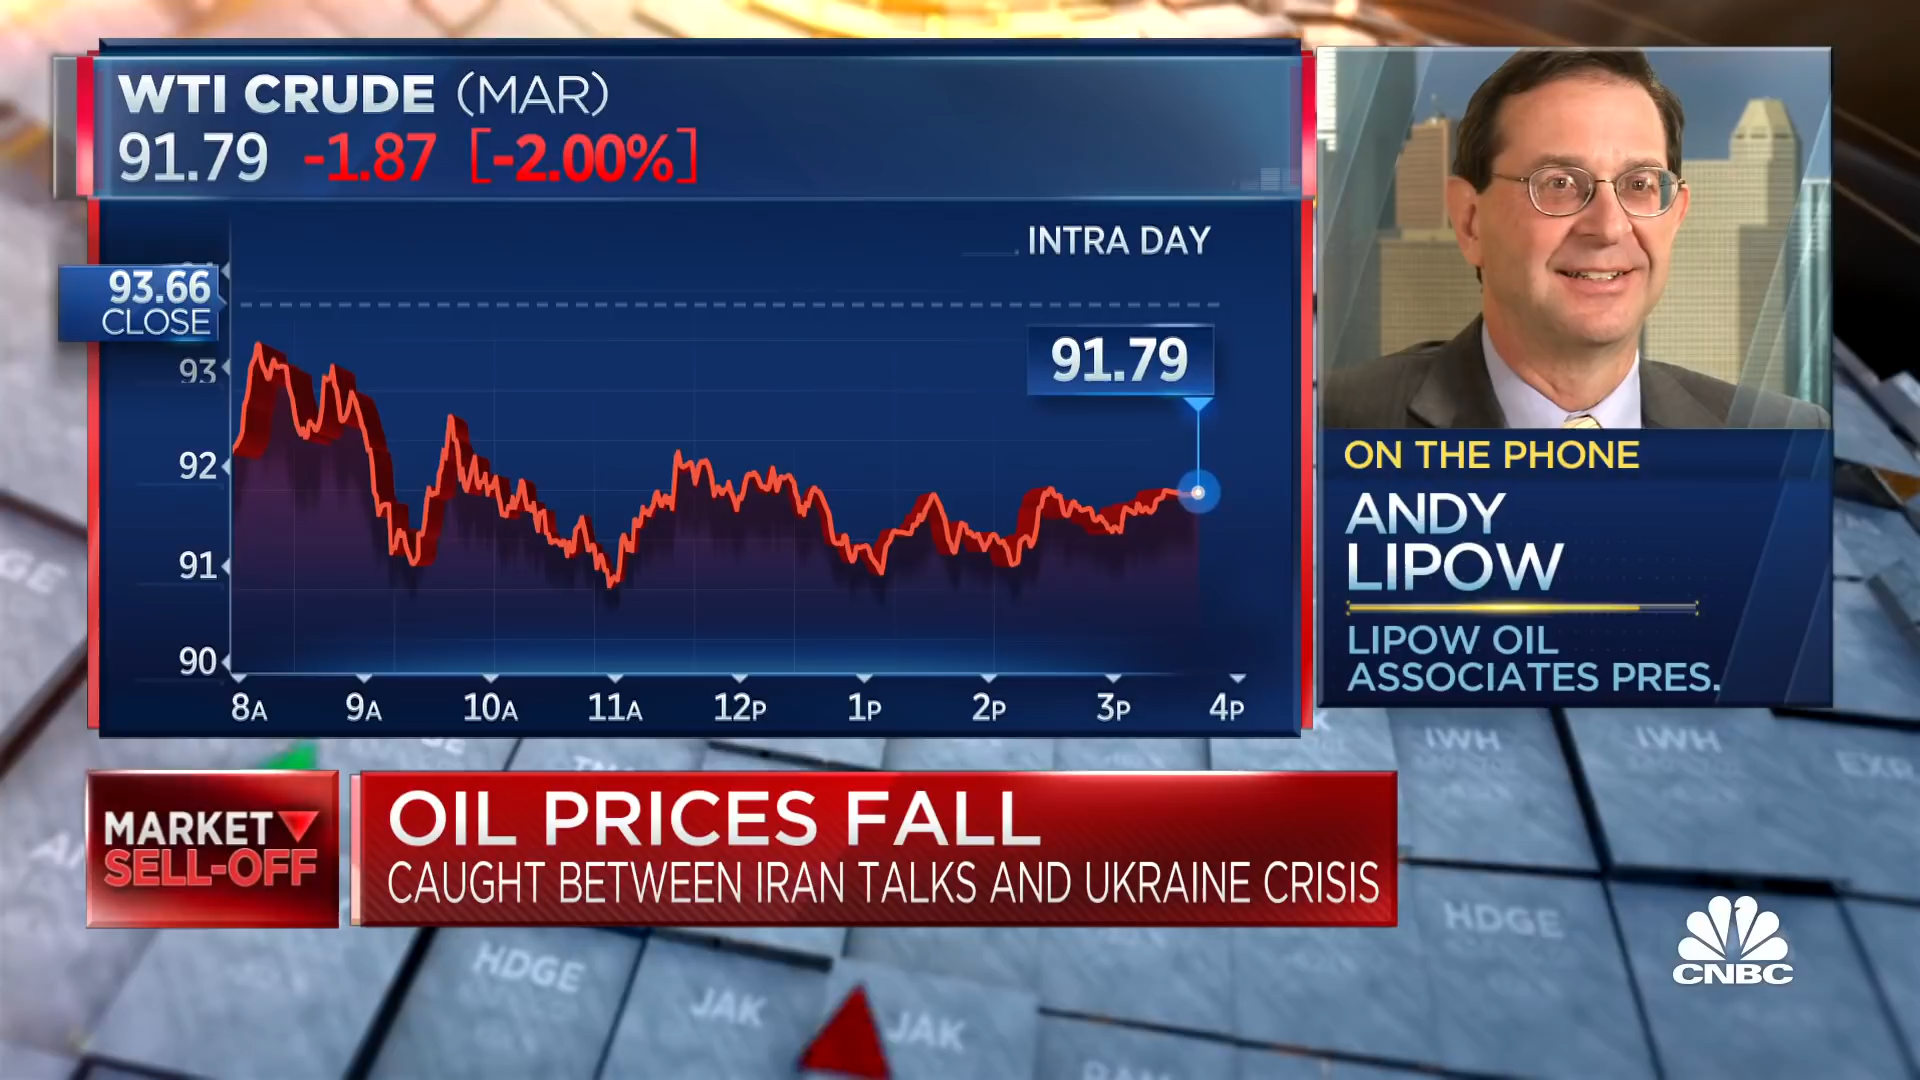 WTI CRUDE (MAR)
91.79 -1.87 [-2.00%]
INTRA DAY
93.66
CLOSE
93
92
91
90
91.79
8A 9A 10A 11A 12P 1P 2P 3P 4P
ON THE PHONE
ANDY
LIPOW
LIPOW OIL
ASSOCIATES PRES.
MARKET
SELL-OFF
OIL PRICES FALL
CAUGHT BETWEEN IRAN TALKS AND UKRAINE CRISIS
IWH
IWH
HDGE
HDGE
JAK
JAK
CNBC